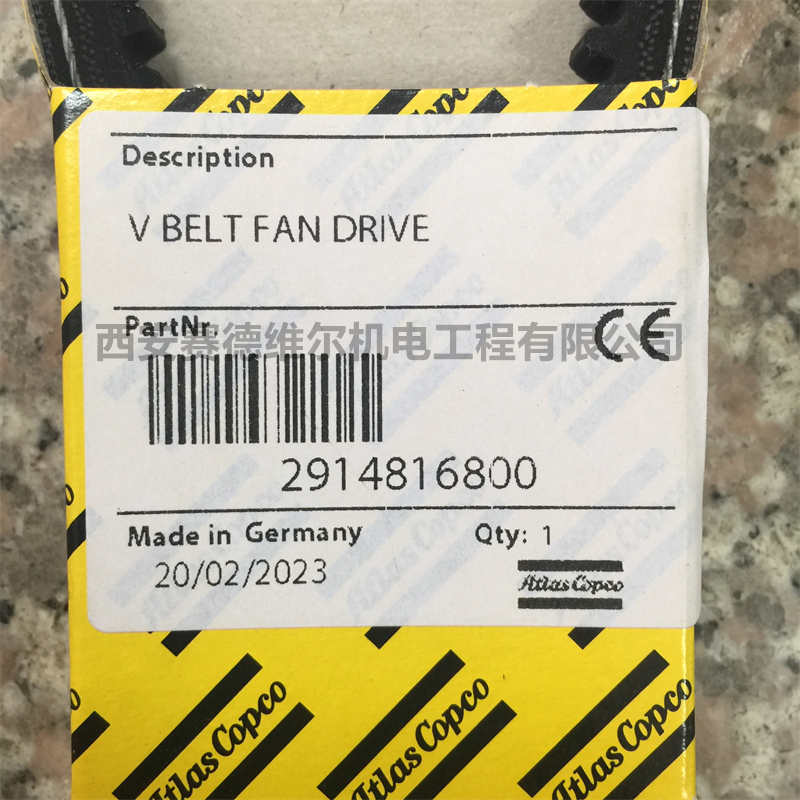 Description
V BELT FAN DRIVE
PartNr.
CE
西安赛德维尔机电工程有限公司
2914816800
Made in Germany Qty: 1
20/02/2023
Atlas Copco
Atlas Copco
Atlas Copco
Atlas Copco